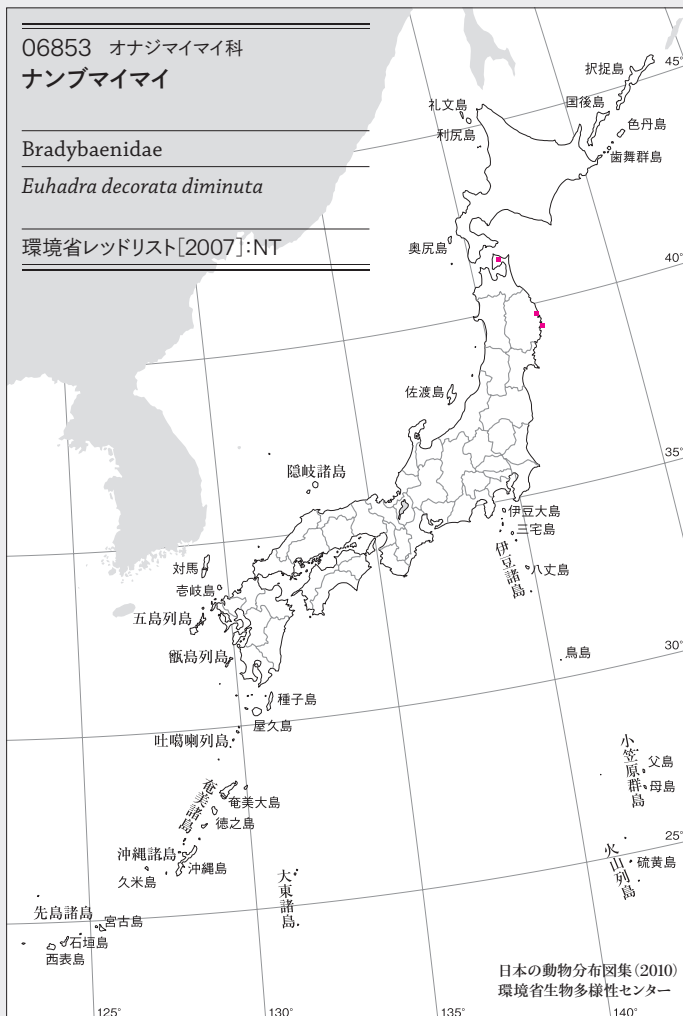 06853 オナジマイマイ科
ナンブマイマイ
Bradybaenidae
Euhadra decorata diminuta
環境省レッドリスト[2007]:NT
択捉島
45°
国後島
礼文島
色丹島
利尻島
歯舞群島
奥尻島
40°
佐渡島
35°
隠岐諸島
伊豆大島
三宅島
伊豆諸島
八丈島
対馬
壱岐島
五島列島
甑島列島
鳥島
30°
種子島
屋久島
吐噶喇列島
小笠原群島
父島
母島
奄美諸島
奄美大島
徳之島
25°
沖縄諸島
沖縄島
久米島
火山列島
硫黄島
大東諸島
先島諸島
宮古島
石垣島
西表島
日本の動物分布図集(2010)
環境省生物多様性センター
125°
130°
135°
140°